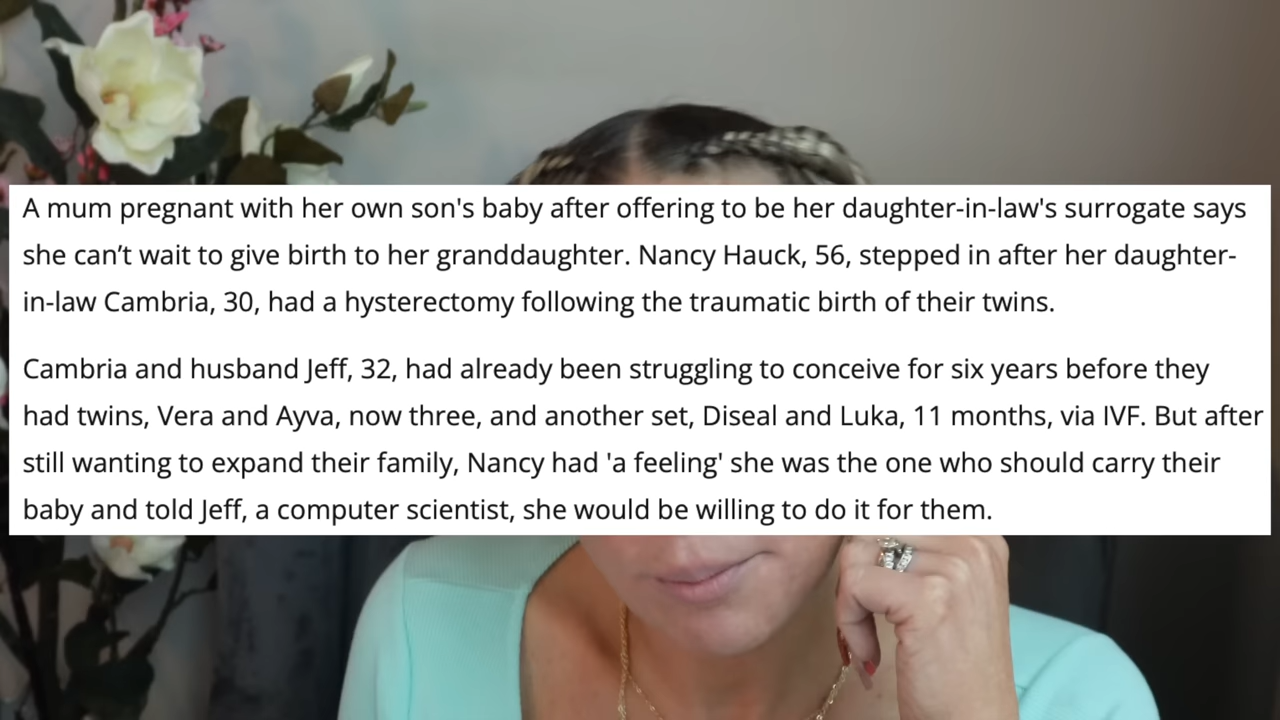 A mum pregnant with her own son's baby after offering to be her daughter-in-law's surrogate says
she can’t wait to give birth to her granddaughter. Nancy Hauck, 56, stepped in after her daughter-
in-law Cambria, 30, had a hysterectomy following the traumatic birth of their twins.
Cambria and husband Jeff, 32, had already been struggling to conceive for six years before they
had twins, Vera and Ayva, now three, and another set, Diseal and Luka, 11 months, via IVF. But after
still wanting to expand their family, Nancy had 'a feeling' she was the one who should carry their
baby and told Jeff, a computer scientist, she would be willing to do it for them.